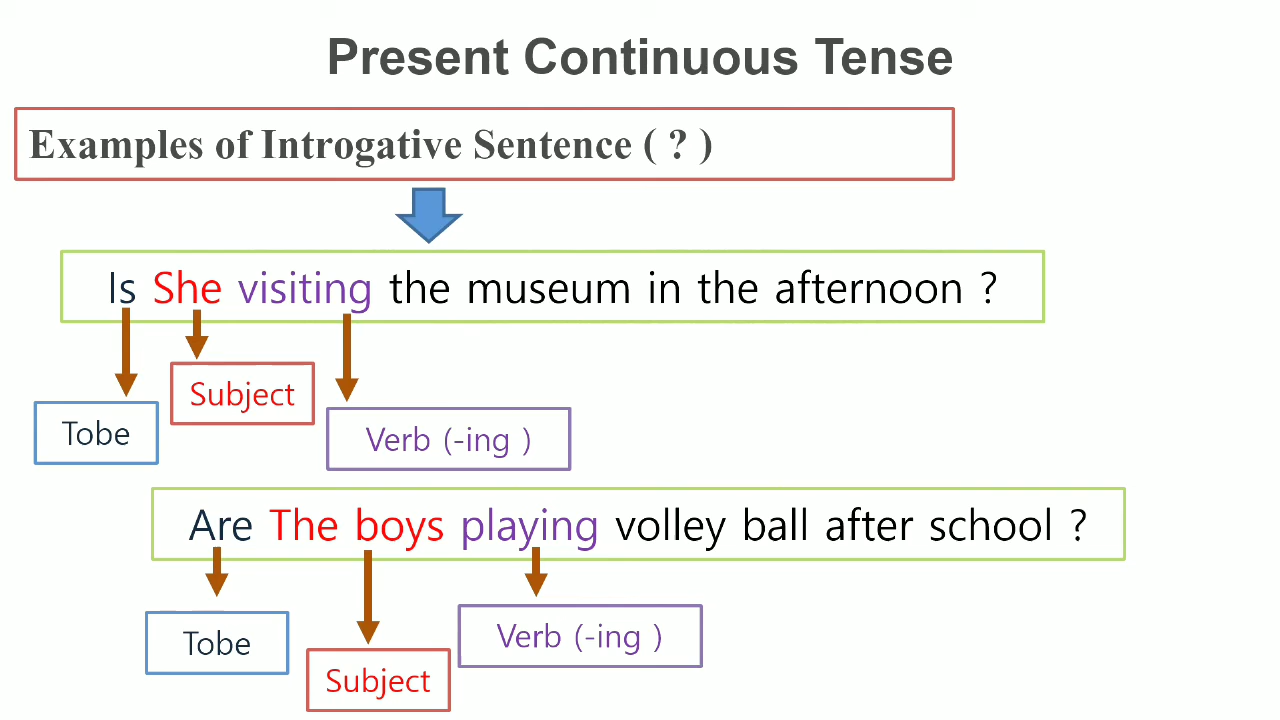 Present Continuous Tense
Examples of Introgative Sentence ( ? )
Is She visiting the museum in the afternoon ?
Subject
Tobe
Verb (-ing )
Are The boys playing volley ball after school ?
Tobe
Verb (-ing )
Subject